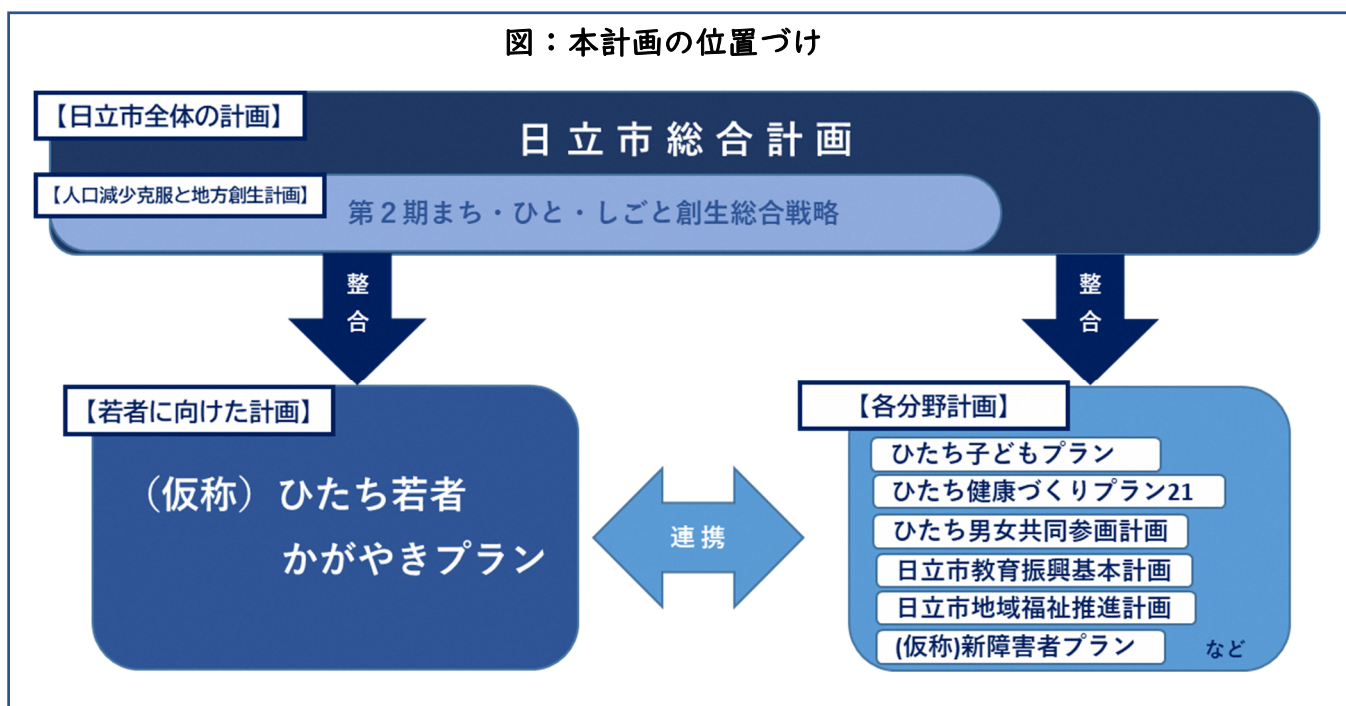 図：本計画の位置づけ
【日立市全体の計画】
日立市総合計画
【人口減少克服と地方創生計画】
第２期まち・ひと・しごと創生総合戦略
整合
整合
【若者に向けた計画】
（仮称）ひたち若者
かがやきプラン
連携
【各分野計画】
ひたち子どもプラン
ひたち健康づくりプラン21
ひたち男女共同参画計画
日立市教育振興基本計画
日立市地域福祉推進計画
(仮称)新障害者プラン
など